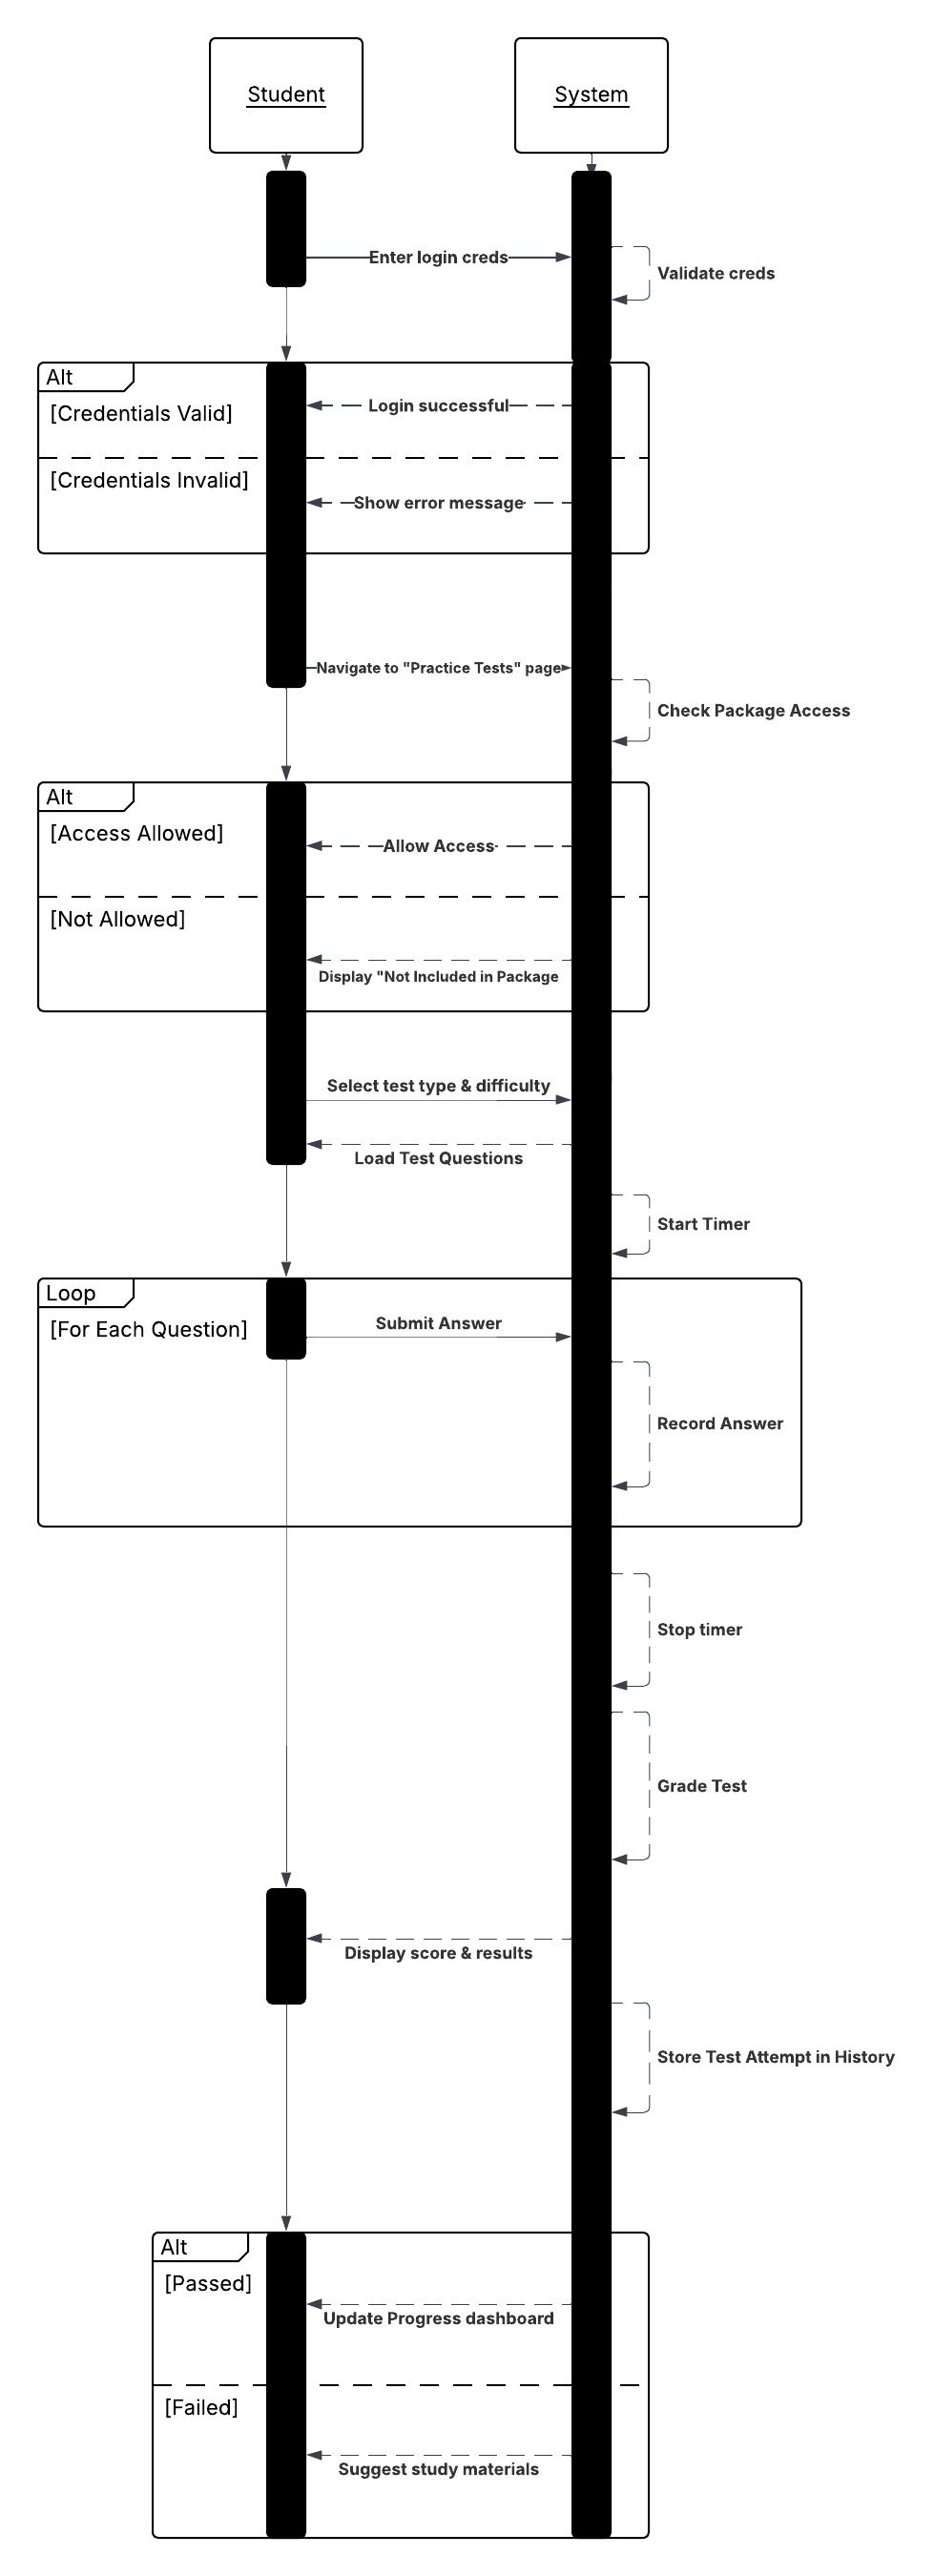 Student
System
Enter login creds
Validate creds
Alt
[Credentials Valid]
Login successful
[Credentials Invalid]
Show error message
Navigate to "Practice Tests" page
Check Package Access
Alt
[Access Allowed]
Allow Access
[Not Allowed]
Display "Not Included in Package
Select test type & difficulty
Load Test Questions
Start Timer
Loop
[For Each Question]
Submit Answer
Record Answer
Stop timer
Grade Test
Display score & results
Store Test Attempt in History
Alt
[Passed]
Update Progress dashboard
[Failed]
Suggest study materials